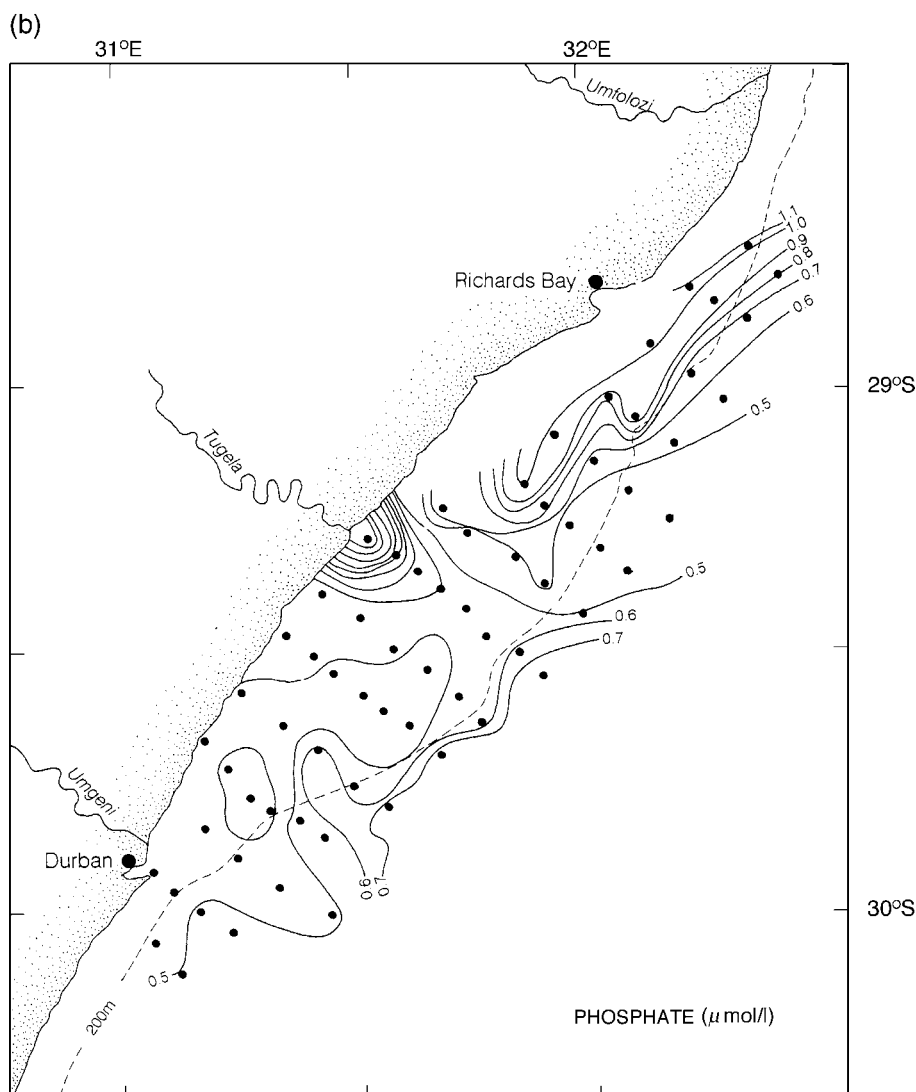 (b)
31°E
32°E
Umfolozi
1.1
1.0
0.9
0.8
0.7
0.6
Richards Bay
29°S
0.5
Tugela
0.5
0.6
0.7
Umgeni
Durban
0.6
0.7
30°S
0.5
200m
PHOSPHATE (μ mol/l)